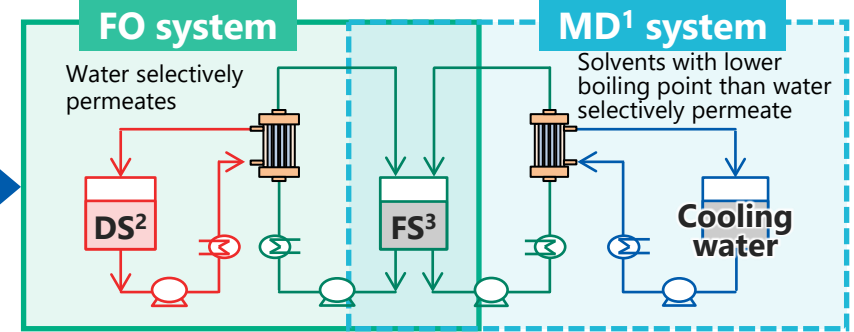 FO system
MD¹ system
Water selectively
permeates
Solvents with lower
boiling point than water
selectively permeate
DS²
FS³
Cooling
water